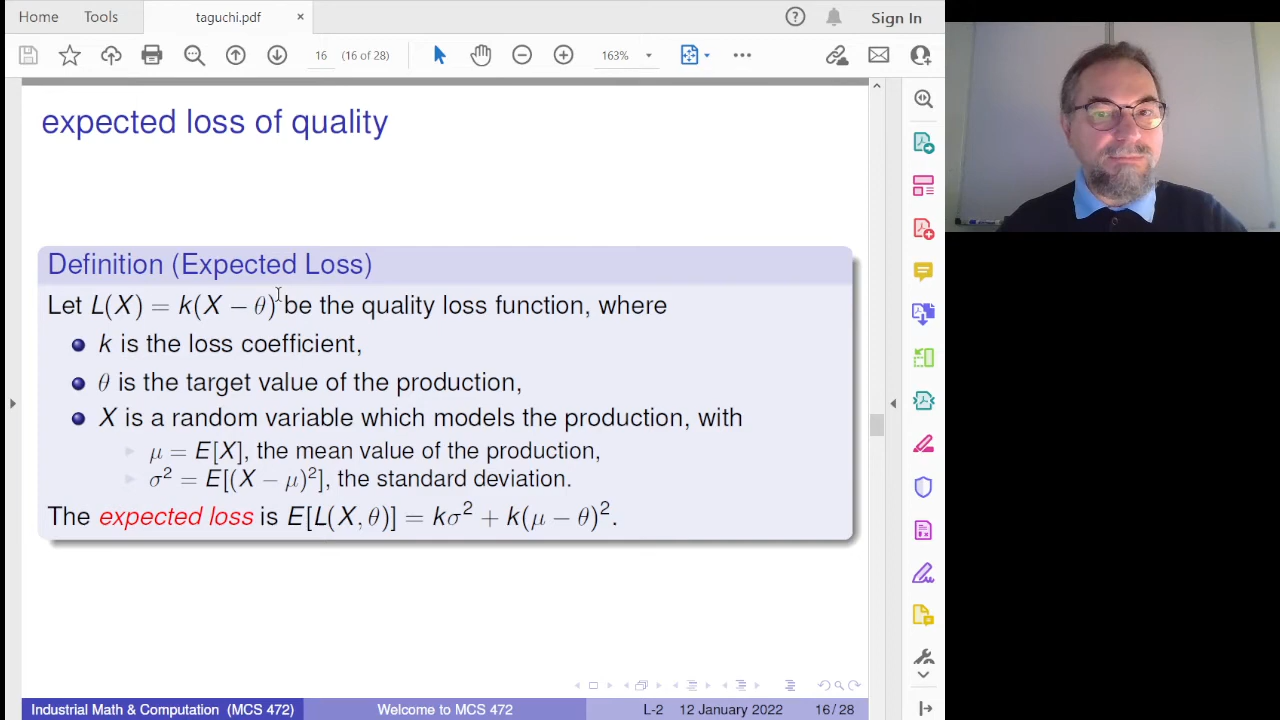 Home Tools taguchi.pdf × Sign In
16 (16 of 28) 163%
expected loss of quality
Definition (Expected Loss)
Let L(X) = k(X − θ) be the quality loss function, where
k is the loss coefficient,
θ is the target value of the production,
X is a random variable which models the production, with
μ = E[X], the mean value of the production,
σ² = E[(X − μ)²], the standard deviation.
The expected loss is E[L(X, θ)] = kσ² + k(μ − θ)².
Industrial Math & Computation (MCS 472) Welcome to MCS 472 L-2 12 January 2022 16 / 28